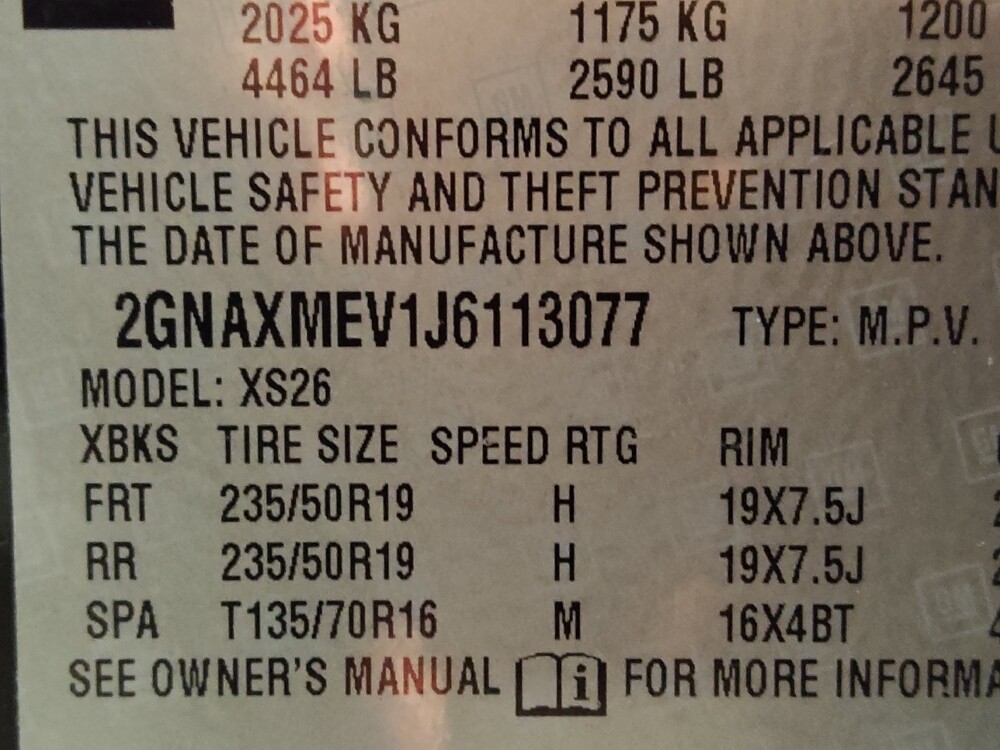 2025 KG 1175 KG 1200
4464 LB 2590 LB 2645
THIS VEHICLE CONFORMS TO ALL APPLICABLE U
VEHICLE SAFETY AND THEFT PREVENTION STAN
THE DATE OF MANUFACTURE SHOWN ABOVE.
2GNAXMEV1J6113077 TYPE: M.P.V.
MODEL: XS26
XBKS TIRE SIZE SPEED RTG RIM
FRT 235/50R19 H 19X7.5J
RR 235/50R19 H 19X7.5J
SPA T135/70R16 M 16X4BT
SEE OWNER'S MANUAL i FOR MORE INFORMA